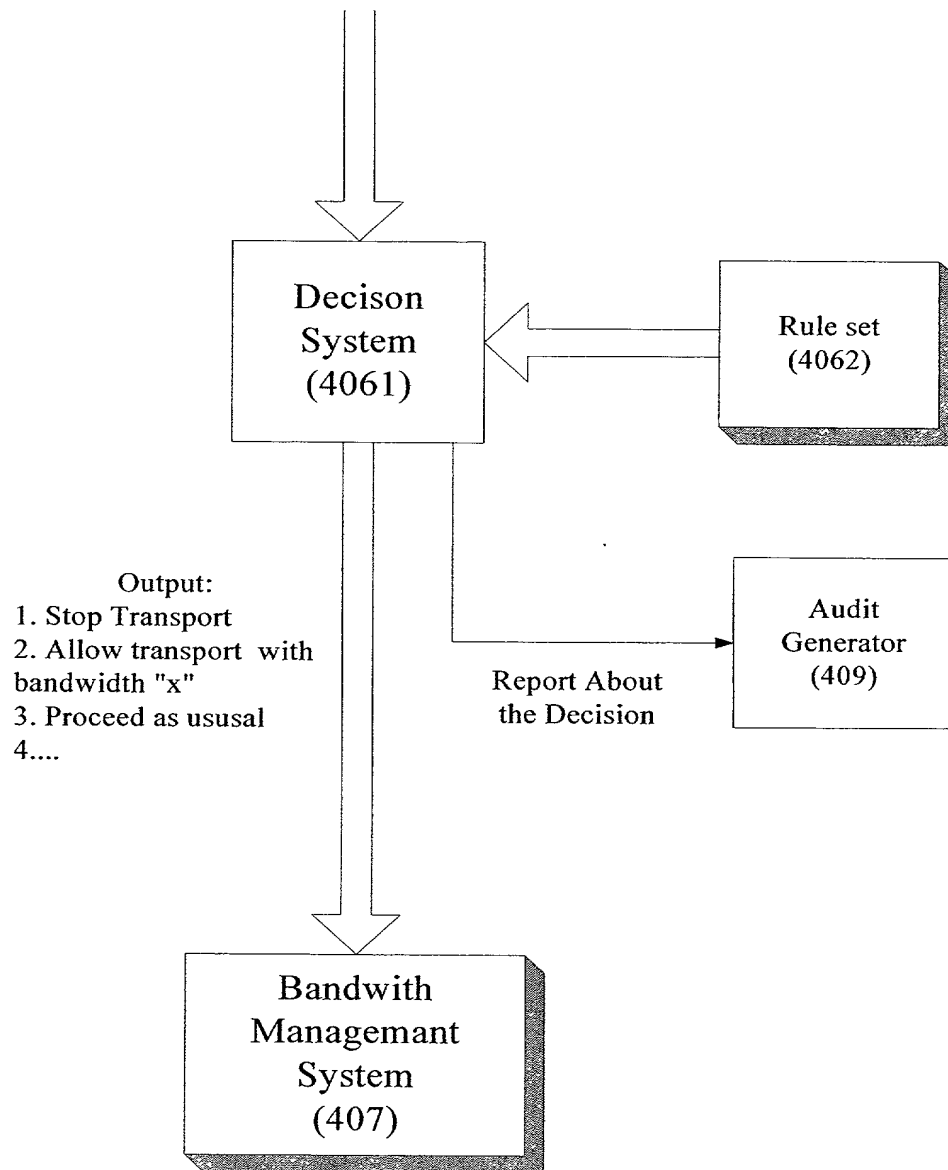 Decison
System
(4061)
Rule set
(4062)
Output:
1. Stop Transport
2. Allow transport with
bandwidth "x"
3. Proceed as ususal
4....
Report About
the Decision
Audit
Generator
(409)
Bandwith
Managemant
System
(407)